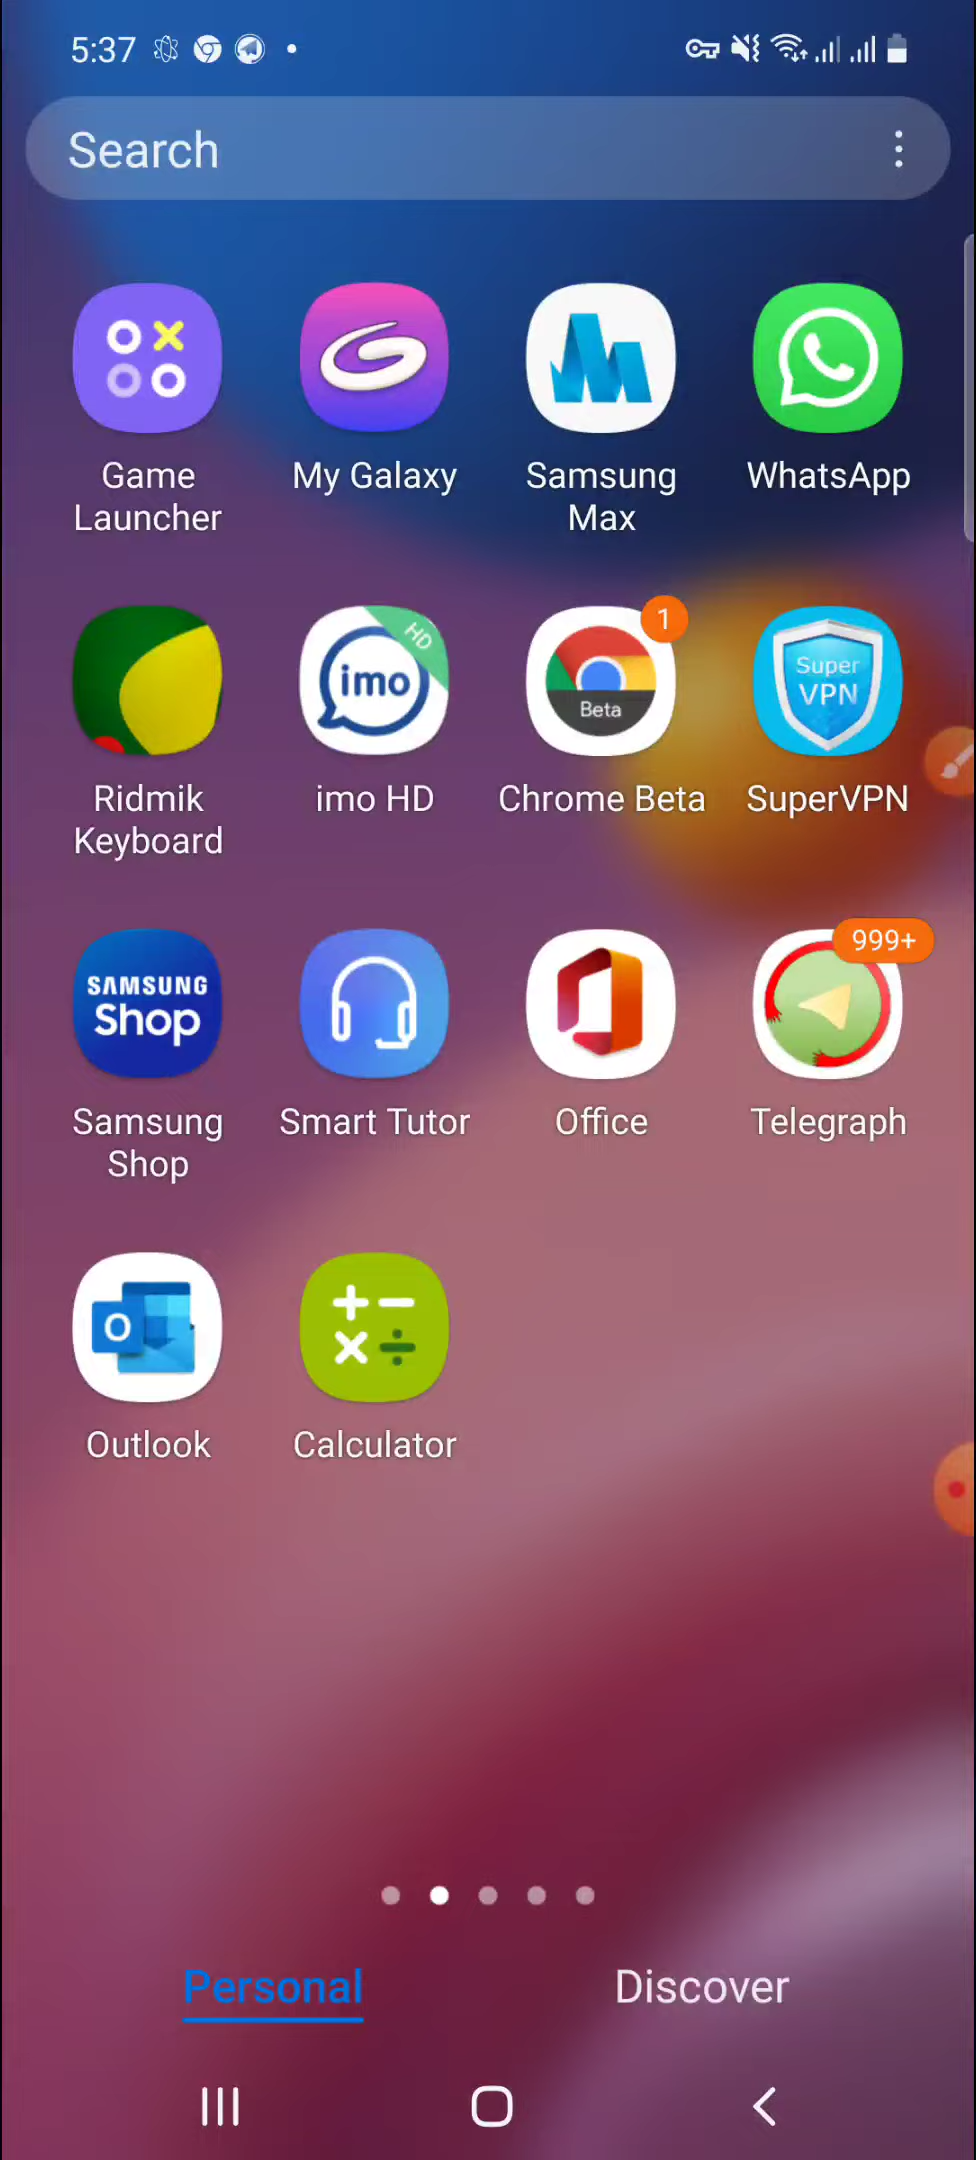 5:37
Search
Game Launcher
My Galaxy
Samsung Max
WhatsApp
HD
imo
1
Beta
Super VPN
Ridmik Keyboard
imo HD
Chrome Beta
SuperVPN
999+
SAMSUNG Shop
Samsung Shop
Smart Tutor
Office
Telegraph
O
Outlook
Calculator
Personal
Discover